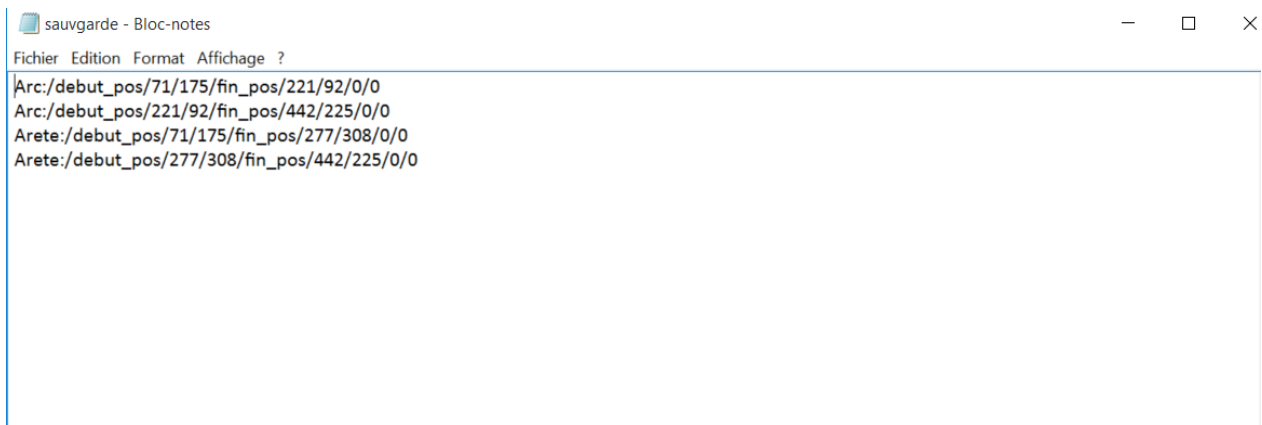 sauvgarde - Bloc-notes
Fichier Edition Format Affichage ?
Arc:/debut_pos/71/175/fin_pos/221/92/0/0
Arc:/debut_pos/221/92/fin_pos/442/225/0/0
Arete:/debut_pos/71/175/fin_pos/277/308/0/0
Arete:/debut_pos/277/308/fin_pos/442/225/0/0